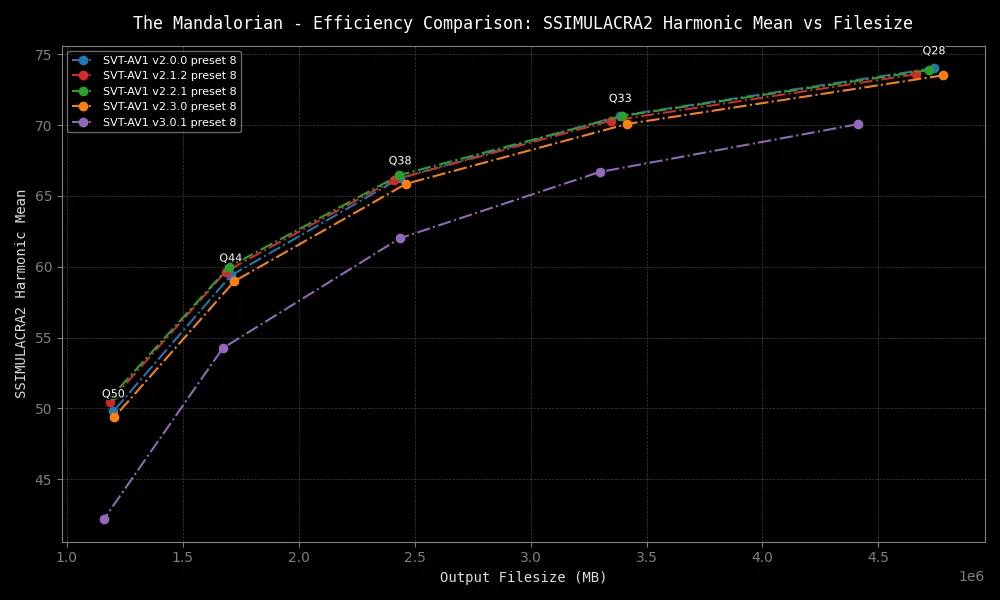 The Mandalorian - Efficiency Comparison: SSIMULACRA2 Harmonic Mean vs Filesize
SVT-AV1 v2.0.0 preset 8
SVT-AV1 v2.1.2 preset 8
SVT-AV1 v2.2.1 preset 8
SVT-AV1 v2.3.0 preset 8
SVT-AV1 v3.0.1 preset 8
Q28
Q33
Q38
Q44
Q50
SSIMULACRA2 Harmonic Mean
75
70
65
60
55
50
45
1.0
1.5
2.0
2.5
3.0
3.5
4.0
4.5
1e6
Output Filesize (MB)